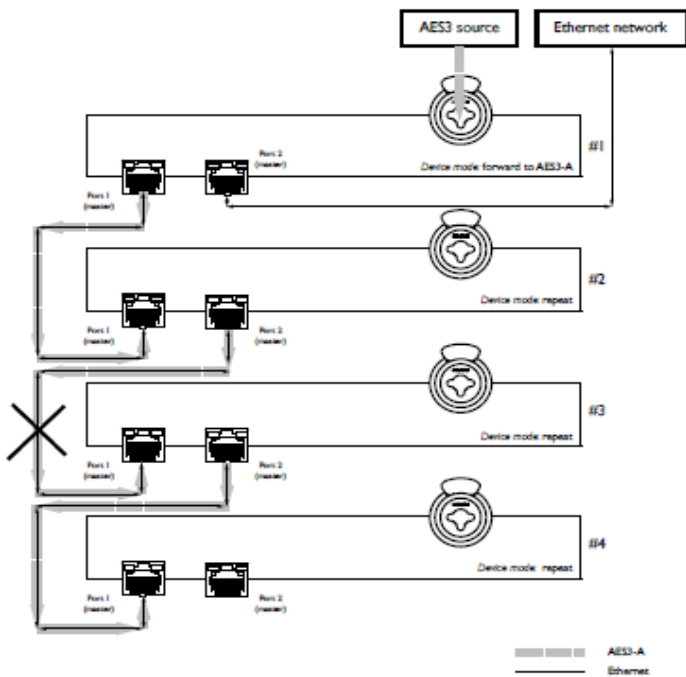 AES3 source
Ethernet network
#1
Port 2
(master)
Device mode: forward to AES3-A
Port 1
(master)
#2
Device mode: repeat
Port 1
(master)
Port 2
(master)
#3
Device mode: repeat
Port 1
(master)
Port 2
(master)
#4
Device mode: repeat
Port 1
(master)
Port 2
(master)
AES3-A
Ethernet